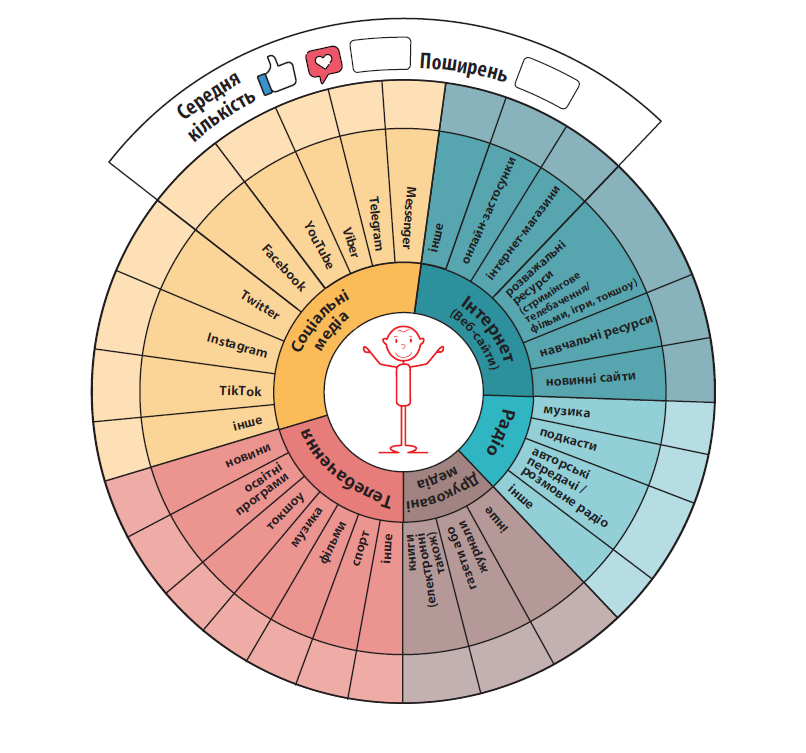 Середня
кількість
Поширень
Соціальні
медіа
Messenger
Telegram
Viber
YouTube
Facebook
Twitter
Instagram
TikTok
інше
Інтернет
(Веб-сайти)
інші
онлайн-застосунки
інтернет-магазини
розважальні
ресурси
(стримінгове
телебачення/
фільми, ігри, токшоу)
навчальні ресурси
новинні сайти
Радіо
музика
подкасти
авторські
передачі /
розмовне радіо
інше
Друковані
медіа
інше
газети або
журнали
книги
(електронні
також)
Телебачення
новини
освітні
програми
токшоу
музика
фільми
спорт
інше